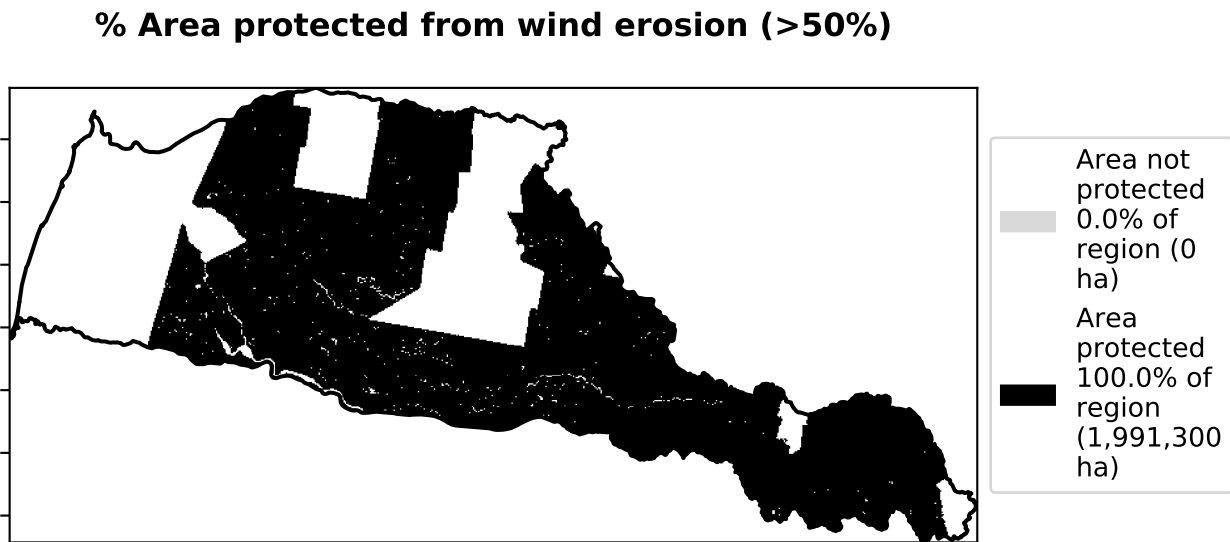 % Area protected from wind erosion (>50%)
Area not
protected
0.0% of
region (0
ha)
Area
protected
100.0% of
region
(1,991,300
ha)